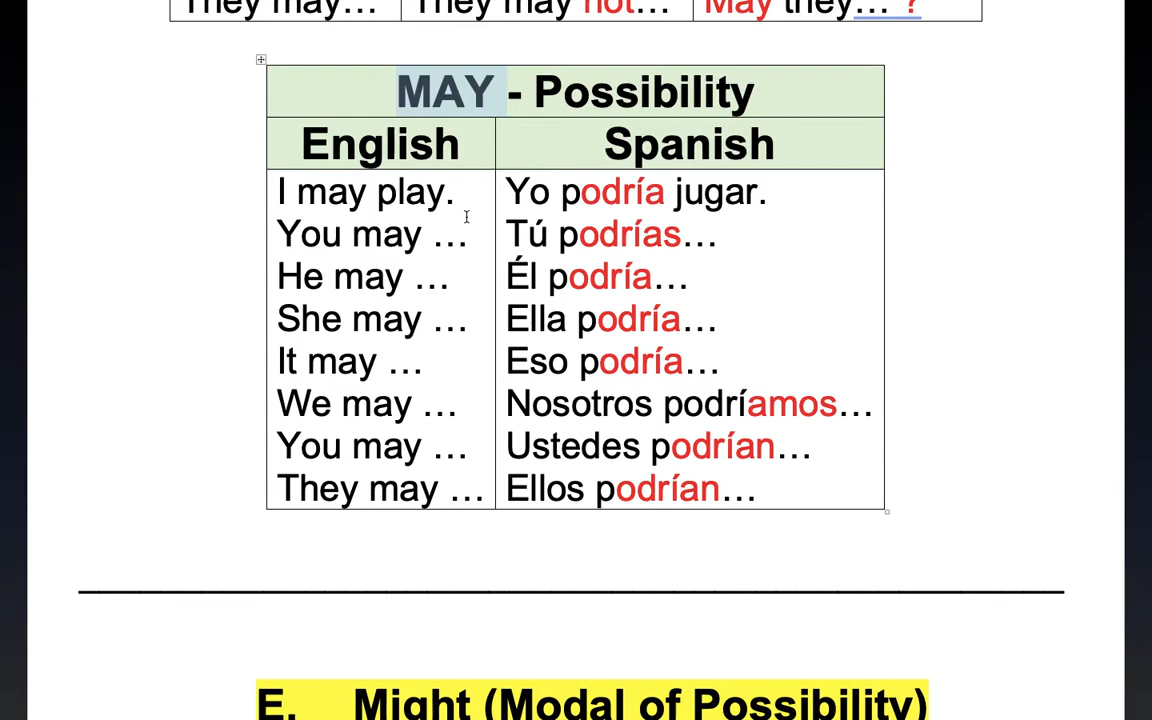 They may… They may not… May they… ?
MAY - Possibility
English Spanish
I may play. Yo podría jugar.
You may … Tú podrías…
He may … Él podría…
She may … Ella podría…
It may … Eso podría…
We may … Nosotros podríamos…
You may … Ustedes podrían…
They may … Ellos podrían…
E. Might (Modal of Possibility)